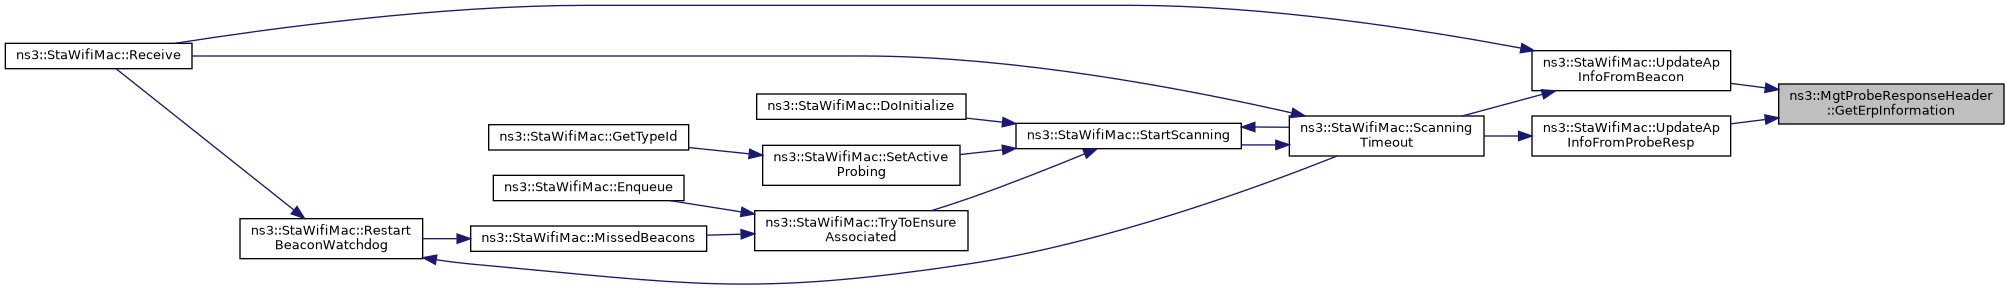 ns3::StaWifiMac::Receive
ns3::StaWifiMac::UpdateAp
InfoFromBeacon
ns3::MgtProbeResponseHeader
::GetErpInformation
ns3::StaWifiMac::DoInitialize
ns3::StaWifiMac::GetTypeId
ns3::StaWifiMac::StartScanning
ns3::StaWifiMac::Scanning
Timeout
ns3::StaWifiMac::UpdateAp
InfoFromProbeResp
ns3::StaWifiMac::SetActive
Probing
ns3::StaWifiMac::Enqueue
ns3::StaWifiMac::TryToEnsure
Associated
ns3::StaWifiMac::Restart
BeaconWatchdog
ns3::StaWifiMac::MissedBeacons